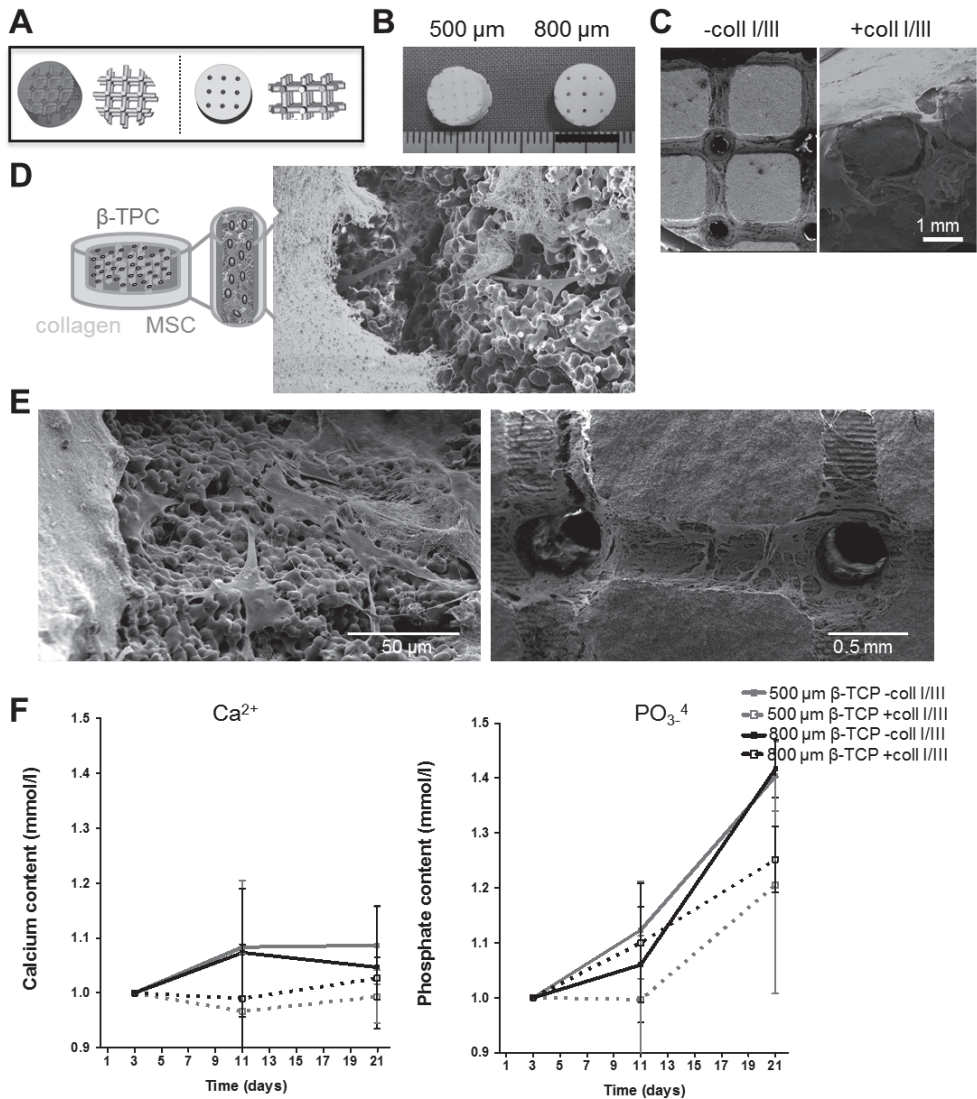 A
B
500 µm 800 µm
C
-coll I/III +coll I/III
1 mm
D
β-TPC
collagen
MSC
E
50 µm
0.5 mm
F
Ca2+
PO3-4
500 µm β-TCP -coll I/III
500 µm β-TCP +coll I/III
800 µm β-TCP -coll I/III
800 µm β-TCP +coll I/III
Calcium content (mmol/l)
1.5
1.4
1.3
1.2
1.1
1.0
0.9
1 3 5 7 9 11 13 15 17 19 21
Time (days)
Phosphate content (mmol/l)
1.5
1.4
1.3
1.2
1.1
1.0
0.9
1 3 5 7 9 11 13 15 17 19 21
Time (days)